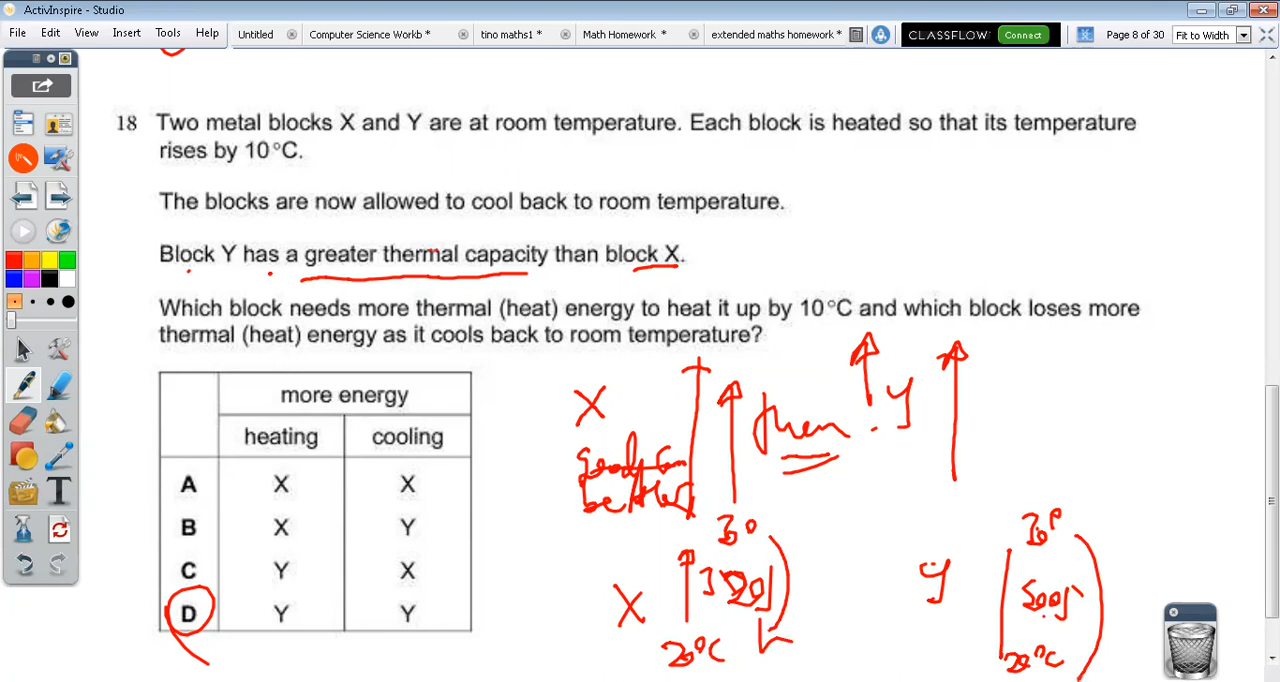 ActivInspire - Studio
File Edit View Insert Tools Help
Untitled
Computer Science Workb *
tino maths1 *
Math Homework *
extended maths homework *
CLASSFLOW Connect
Page 8 of 30
Fit to Width
18 Two metal blocks X and Y are at room temperature. Each block is heated so that its temperature
rises by 10 °C.
The blocks are now allowed to cool back to room temperature.
Block Y has a greater thermal capacity than block X.
Which block needs more thermal (heat) energy to heat it up by 10 °C and which block loses more
thermal (heat) energy as it cools back to room temperature?
more energy
heating cooling
A X X
B X Y
C Y X
D Y Y
X then Y
30°
X
20°C
Y
30°
500J
20°C
T